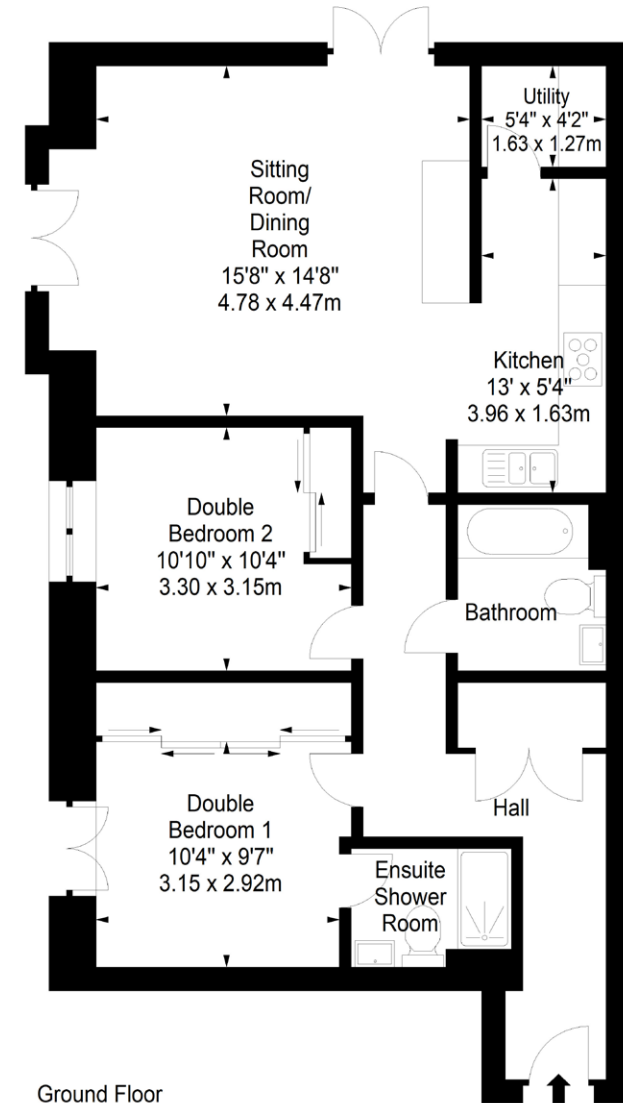 Utility
5'4" x 4'2"
1.63 x 1.27m
Sitting
Room/
Dining
Room
15'8" x 14'8"
4.78 x 4.47m
Kitchen
13' x 5'4"
3.96 x 1.63m
Double
Bedroom 2
10'10" x 10'4"
3.30 x 3.15m
Bathroom
Hall
Double
Bedroom 1
10'4" x 9'7"
3.15 x 2.92m
Ensuite
Shower
Room
Ground Floor